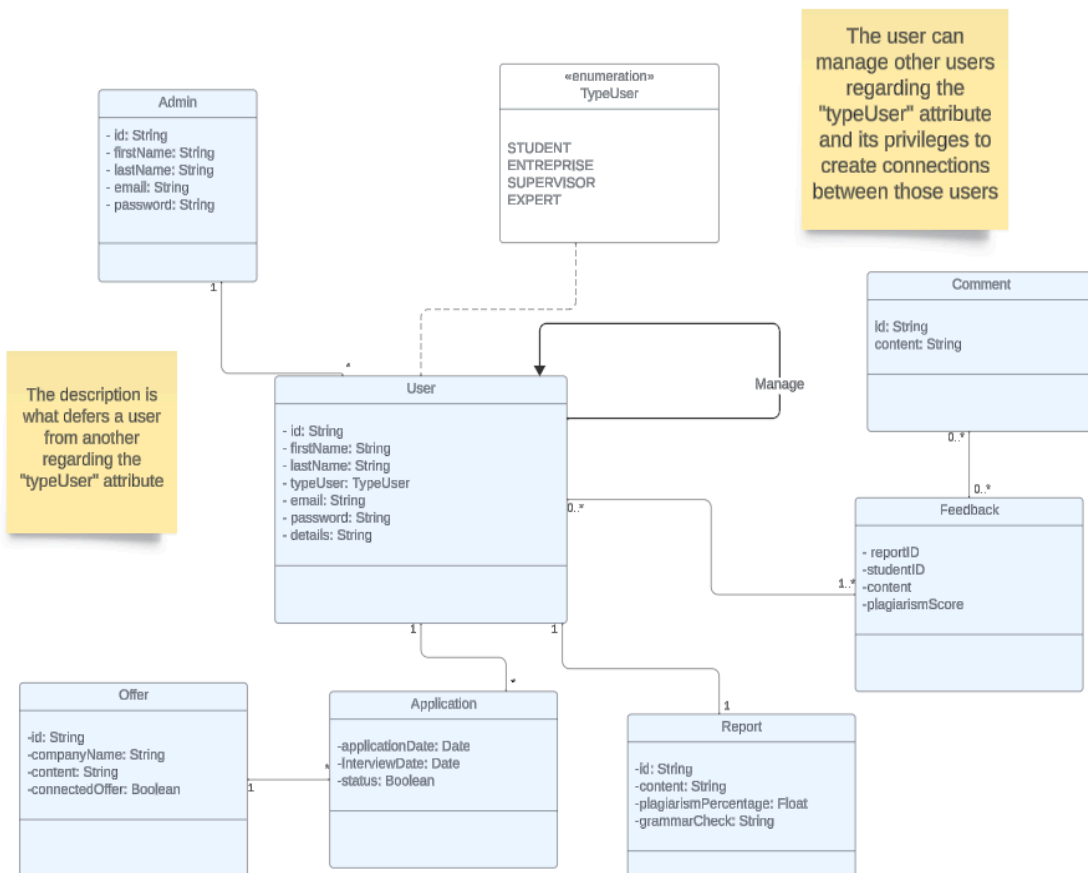 The user can
manage other users
regarding the
"typeUser" attribute
and its privileges to
create connections
between those users
«enumeration»
TypeUser
STUDENT
ENTREPRISE
SUPERVISOR
EXPERT
Admin
- id: String
- firstName: String
- lastName: String
- email: String
- password: String
1
*
Comment
id: String
content: String
0..*
0..*
The description is
what defers a user
from another
regarding the
"typeUser" attribute
Manage
User
- id: String
- firstName: String
- lastName: String
- typeUser: TypeUser
- email: String
- password: String
- details: String
0..*
1..*
Feedback
- reportID
-studentID
-content
-plagiarismScore
1
*
1
1
Offer
-id: String
-companyName: String
-content: String
-connectedOffer: Boolean
1
*
Application
-applicationDate: Date
-InterviewDate: Date
-status: Boolean
Report
-id: String
-content: String
-plagiarismPercentage: Float
-grammarCheck: String